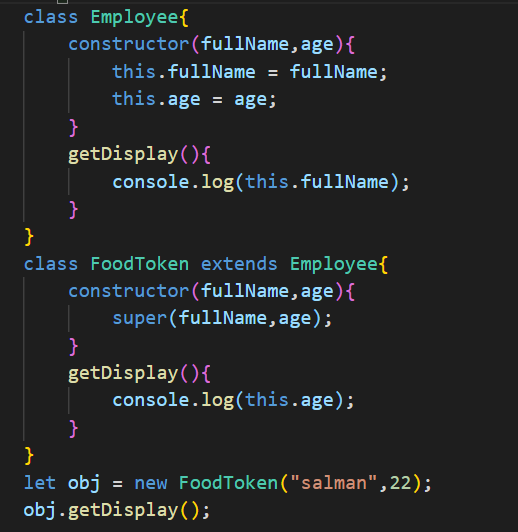 class Employee{
    constructor(fullName,age){
        this.fullName = fullName;
        this.age = age;
    }
    getDisplay(){
        console.log(this.fullName);
    }
}
class FoodToken extends Employee{
    constructor(fullName,age){
        super(fullName,age);
    }
    getDisplay(){
        console.log(this.age);
    }
}
let obj = new FoodToken("salman",22);
obj.getDisplay();